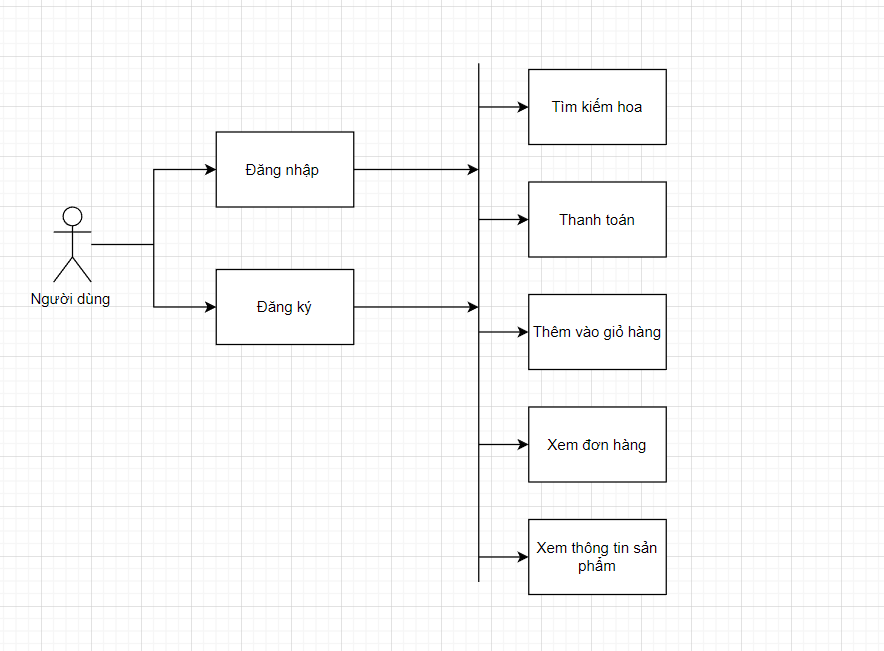 Người dùng
Đăng nhập
Đăng ký
Tìm kiếm hoa
Thanh toán
Thêm vào giỏ hàng
Xem đơn hàng
Xem thông tin sản
phẩm